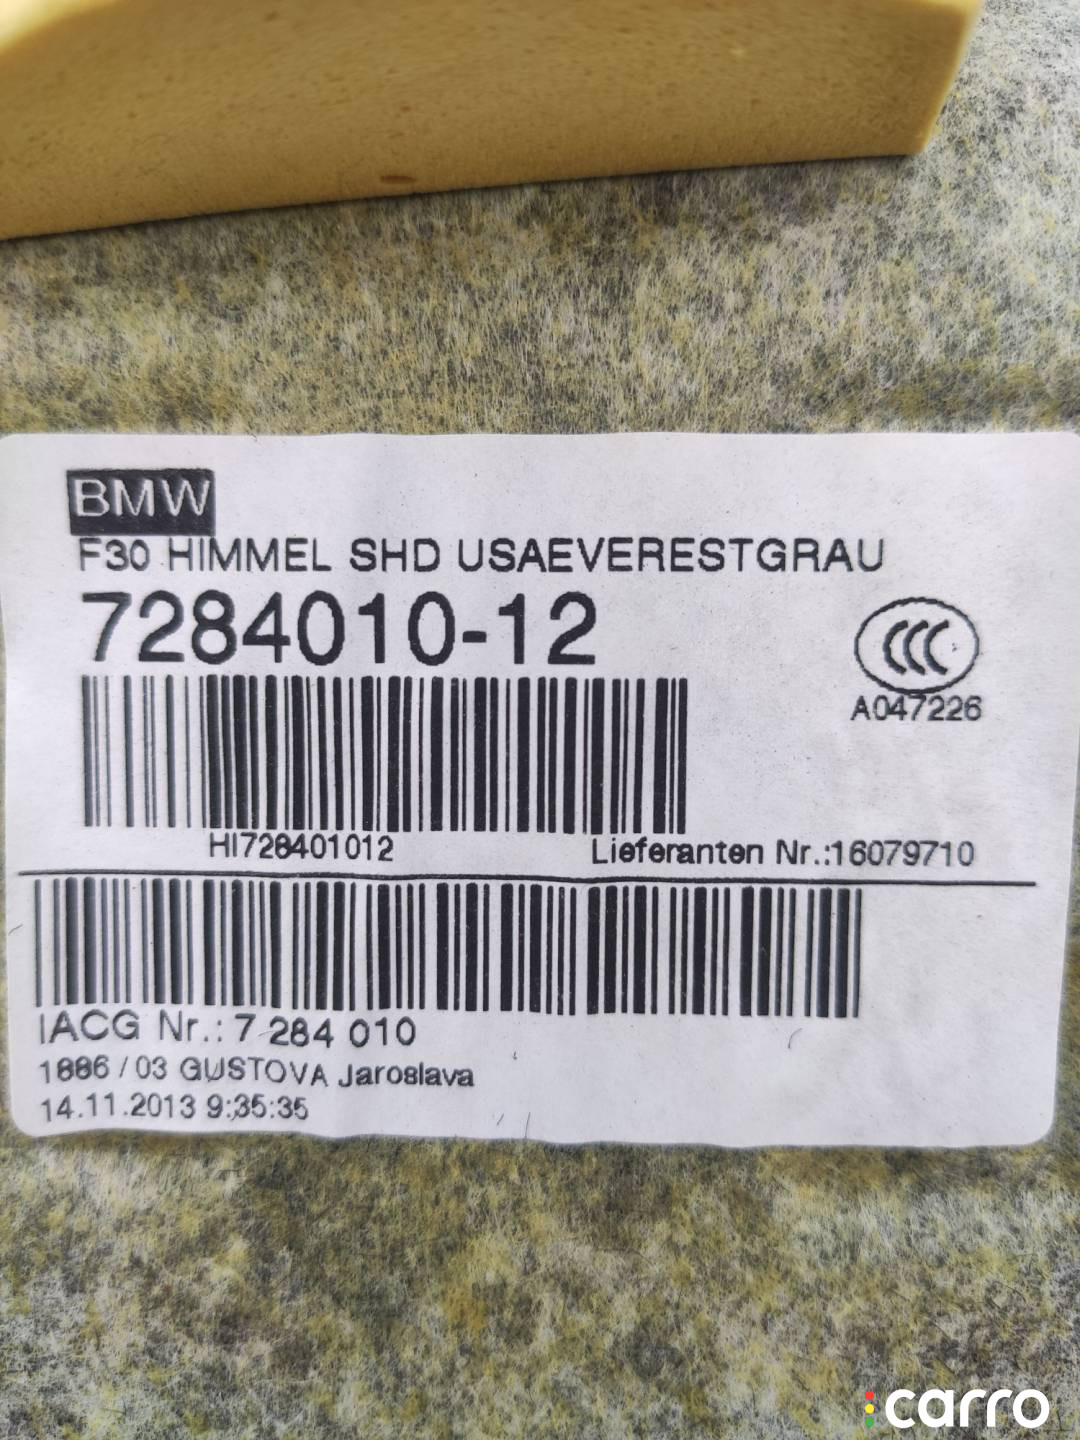 BMW
F30 HIMMEL SHD USAEVERESTGRAU
7284010-12
CCC
A047226
HI728401012
Lieferanten Nr.:16079710
IACG Nr.: 7 284 010
1886 / 03 GUSTOVA Jaroslava
14.11.2013 9:35:35
carro